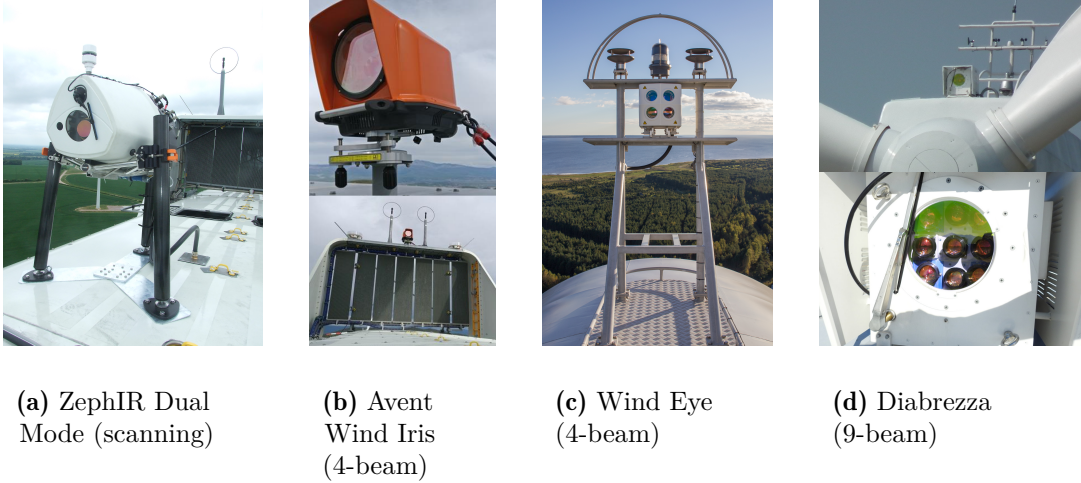 (a) ZephIR Dual
Mode (scanning)
(b) Avent
Wind Iris
(4-beam)
(c) Wind Eye
(4-beam)
(d) Diabrezza
(9-beam)